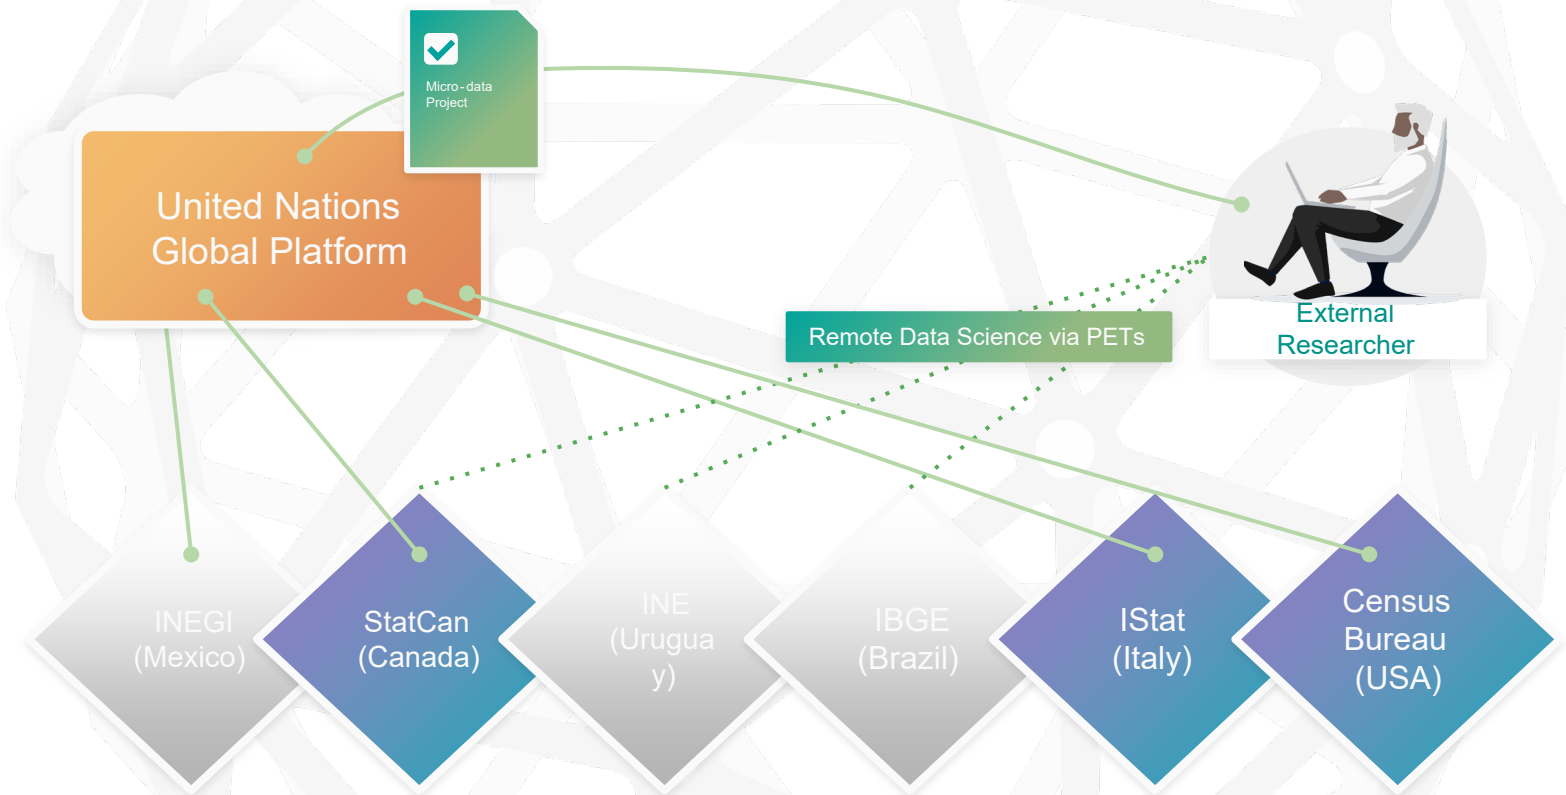 Micro-data
Project
United Nations
Global Platform
Remote Data Science via PETs
External
Researcher
INEGI
(Mexico)
StatCan
(Canada)
INE
(Urugua
y)
IBGE
(Brazil)
IStat
(Italy)
Census
Bureau
(USA)